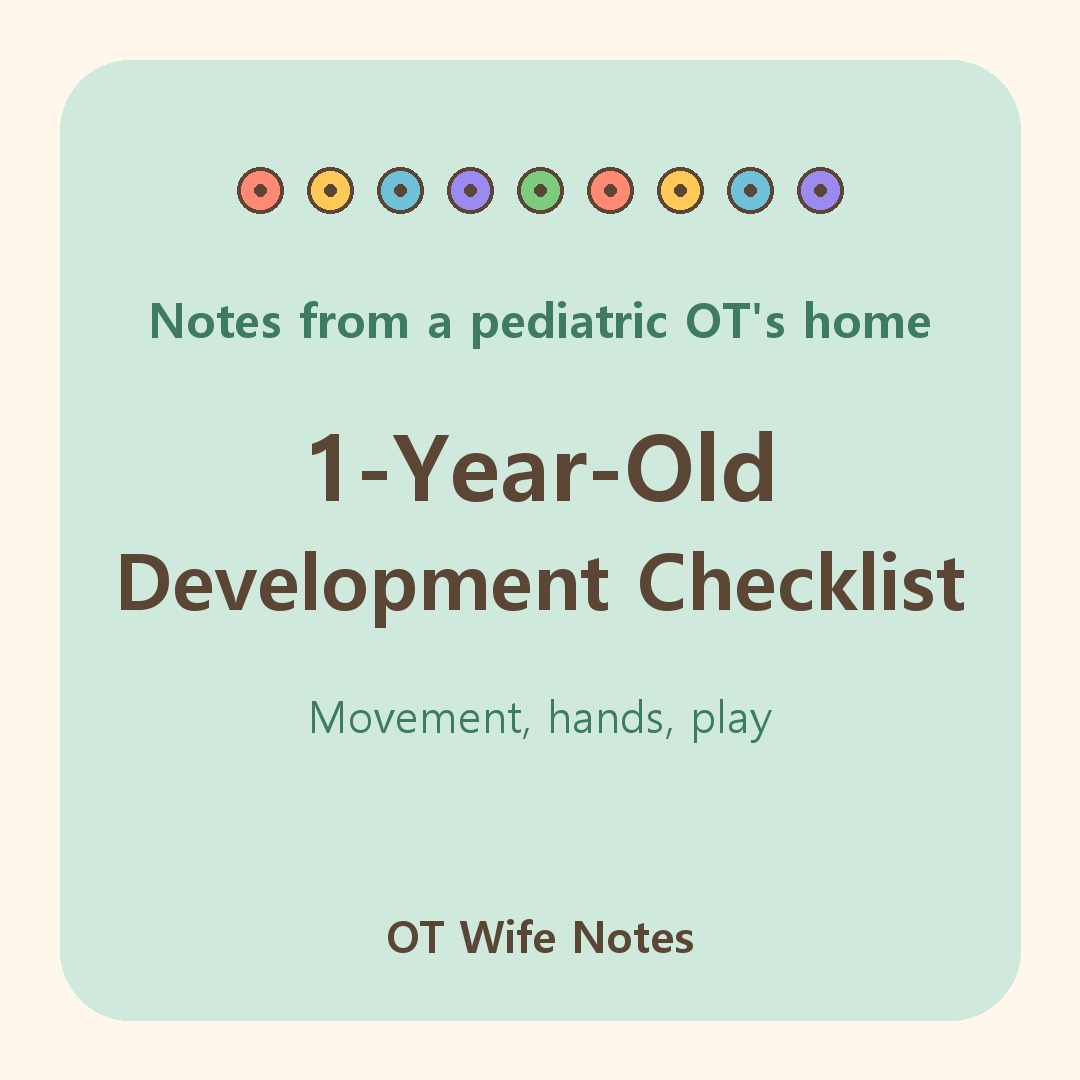 Notes from a pediatric OT's home
1-Year-Old
Development Checklist
Movement, hands, play
OT Wife Notes